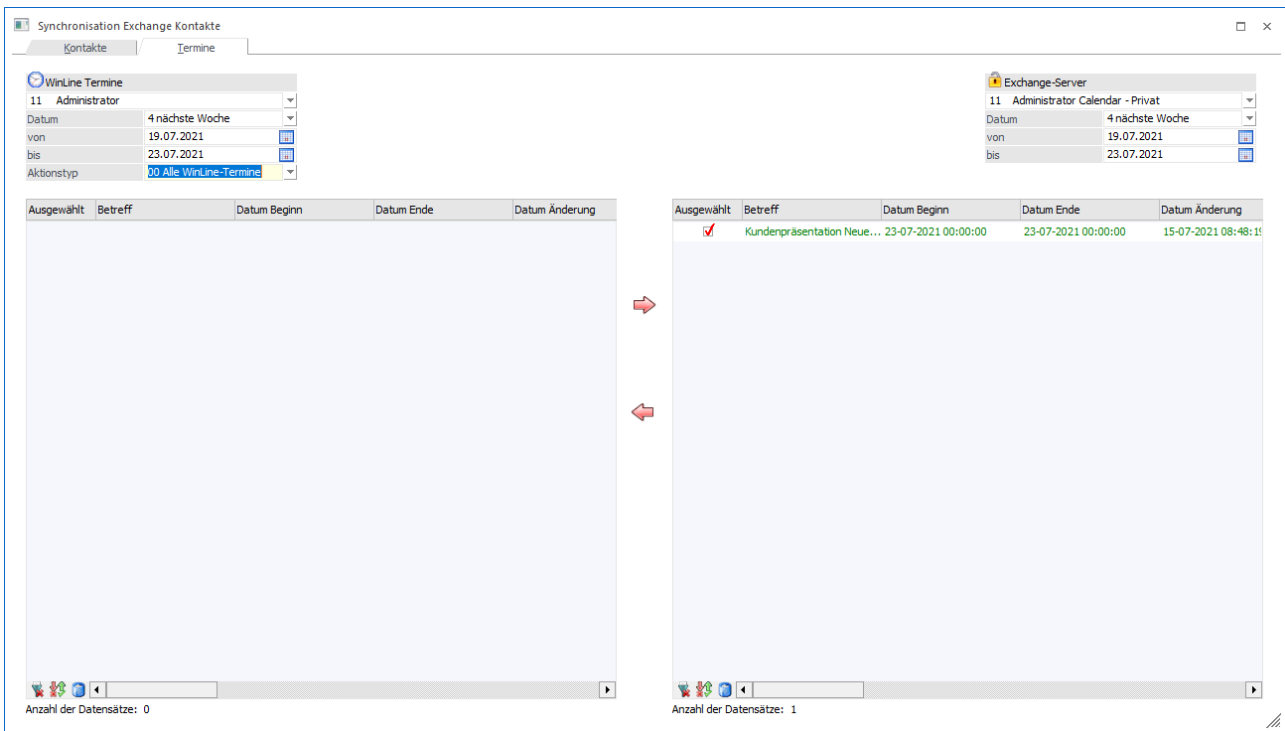 Synchronisation Exchange Kontakte
Kontakte Termine
WinLine Termine
11 Administrator
Datum 4 nächste Woche
von 19.07.2021
bis 23.07.2021
Aktionstyp 00 Alle WinLine-Termine
Exchange-Server
11 Administrator Calendar - Privat
Datum 4 nächste Woche
von 19.07.2021
bis 23.07.2021
Ausgewählt Betreff Datum Beginn Datum Ende Datum Änderung
Anzahl der Datensätze: 0
Ausgewählt Betreff Datum Beginn Datum Ende Datum Änderung
Kundenpräsentation Neue... 23-07-2021 00:00:00 23-07-2021 00:00:00 15-07-2021 08:48:19
Anzahl der Datensätze: 1